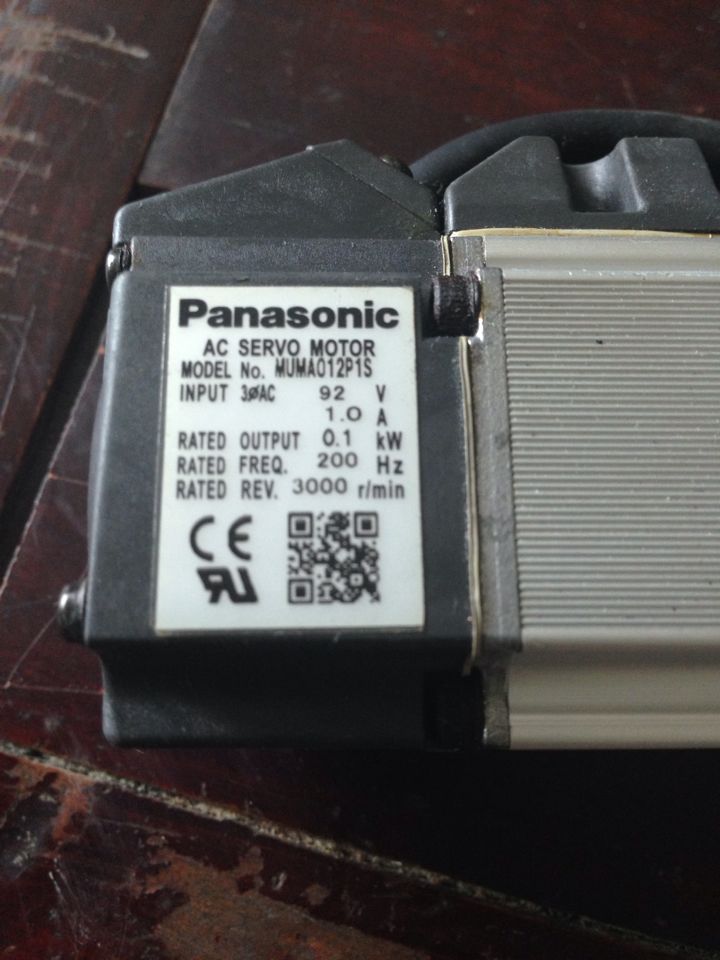 Panasonic
AC SERVO MOTOR
MODEL No. MUMA012P1S
INPUT 3øAC 92 V
1.0 A
RATED OUTPUT 0.1 kW
RATED FREQ. 200 Hz
RATED REV. 3000 r/min
CE
RU